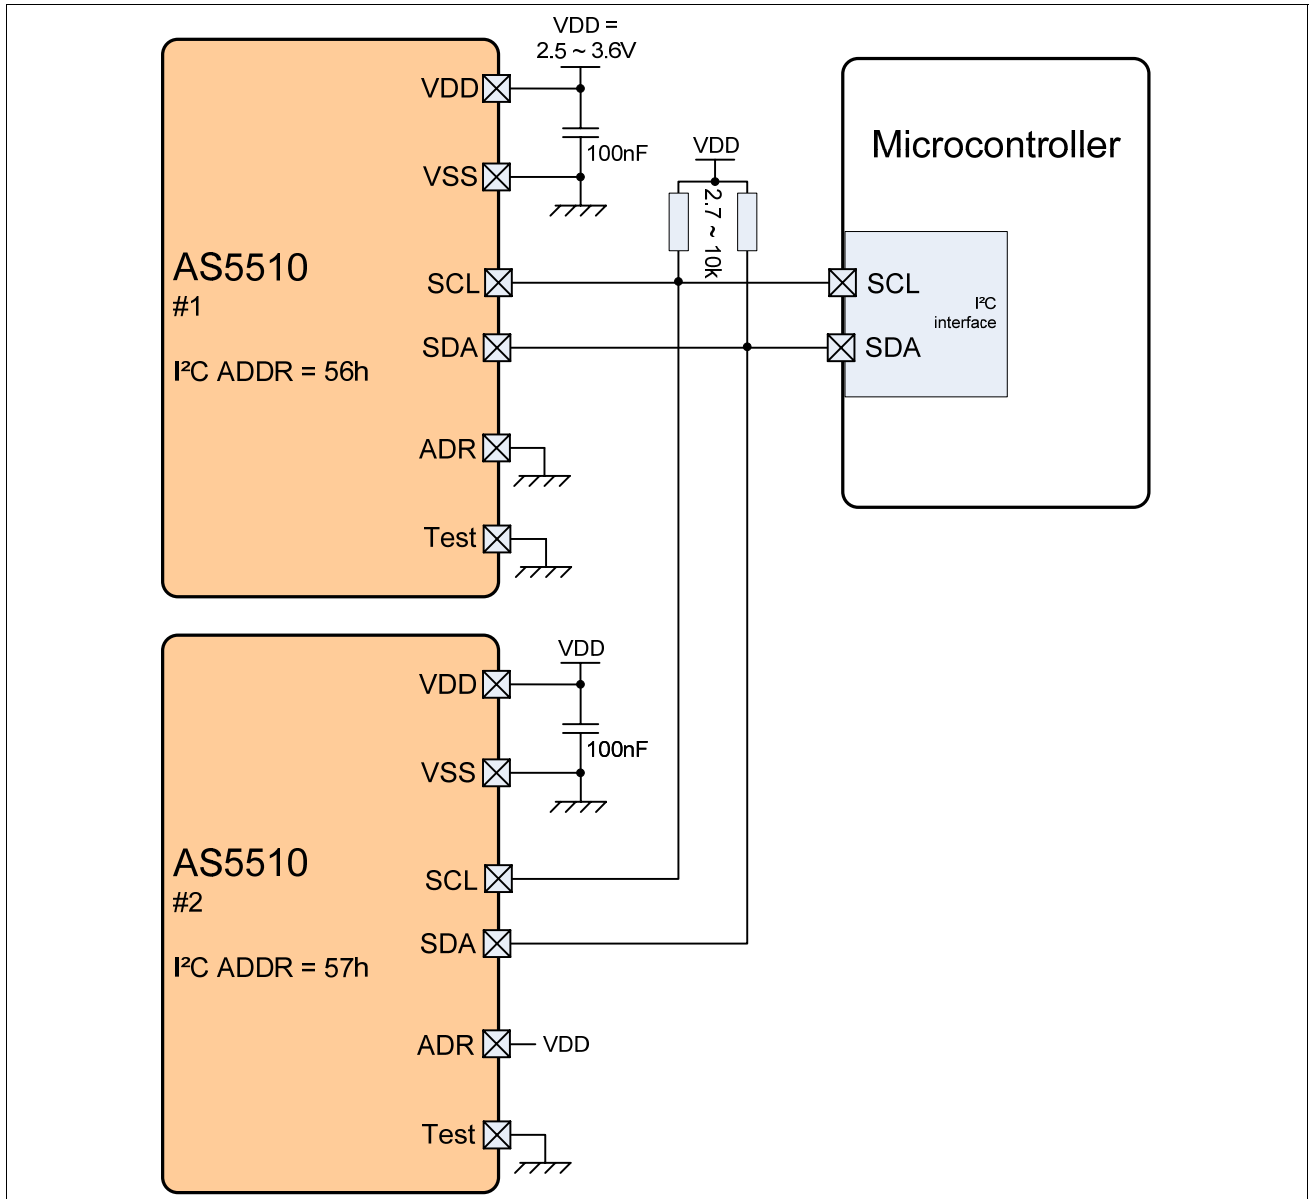 VDD =
2.5 ~ 3.6V
VDD
100nF
VSS
AS5510
#1
SCL
SDA
I²C ADDR = 56h
ADR
Test
VDD
2.7 ~ 10k
Microcontroller
SCL
I²C
interface
SDA
VDD
VDD
100nF
VSS
AS5510
#2
SCL
SDA
I²C ADDR = 57h
ADR
VDD
Test